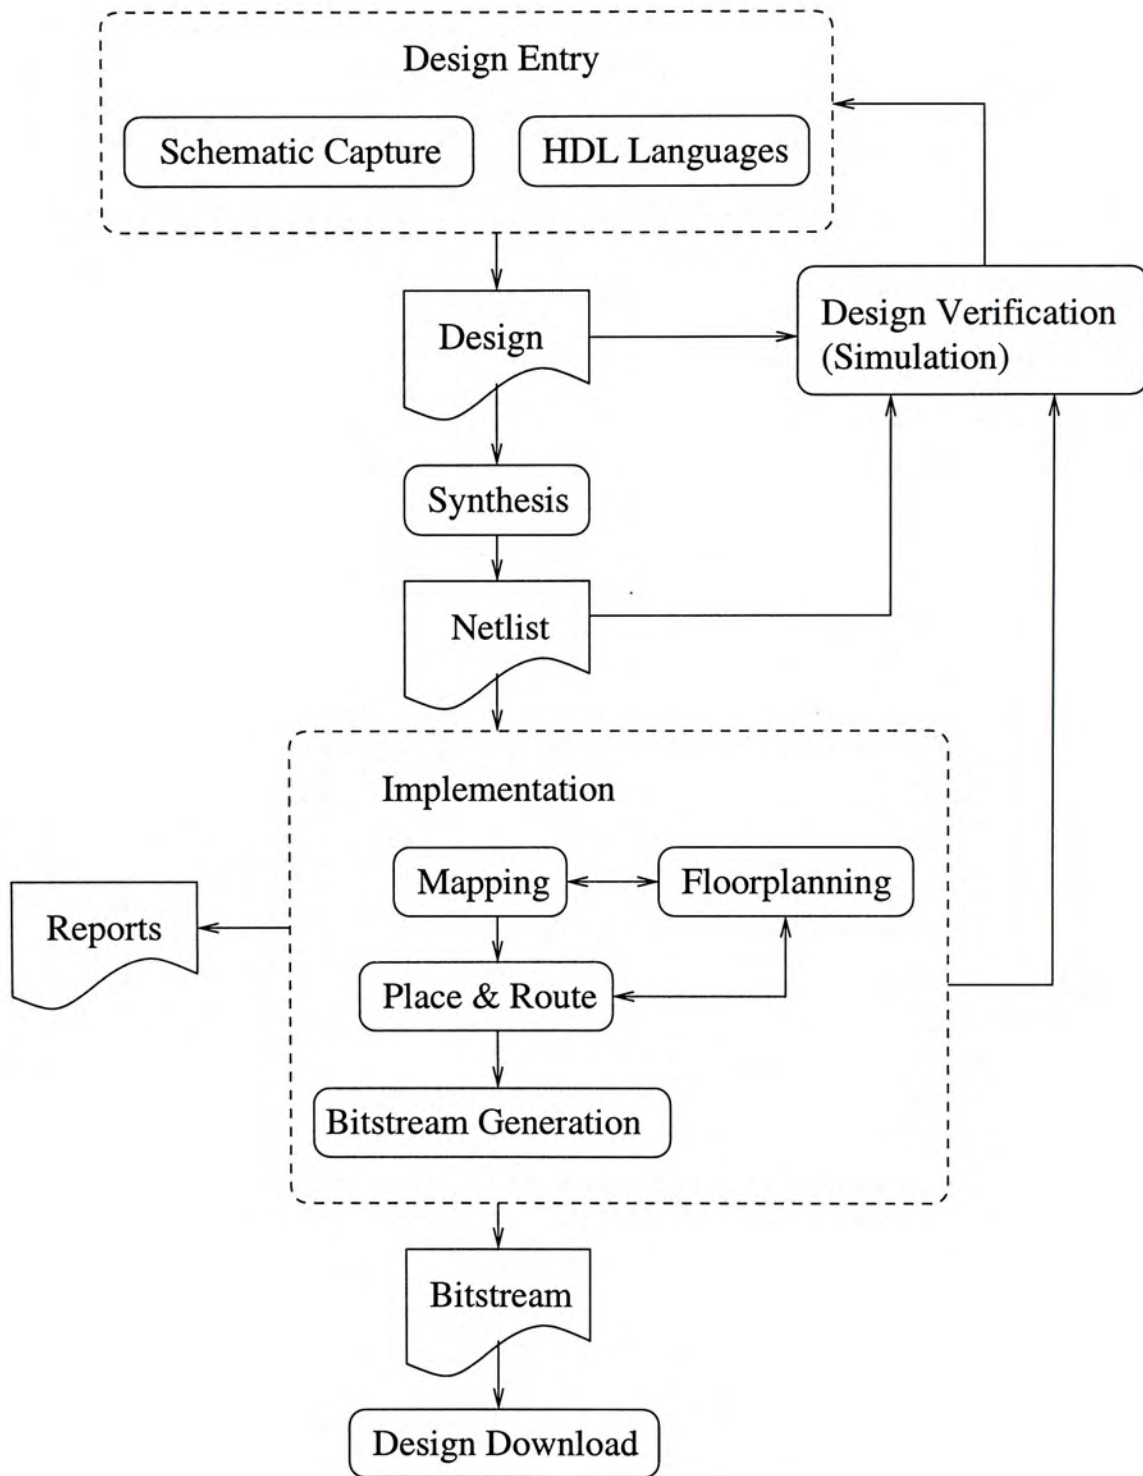 Design Entry
Schematic Capture
HDL Languages
Design
Design Verification
(Simulation)
Synthesis
Netlist
Implementation
Mapping
Floorplanning
Reports
Place & Route
Bitstream Generation
Bitstream
Design Download